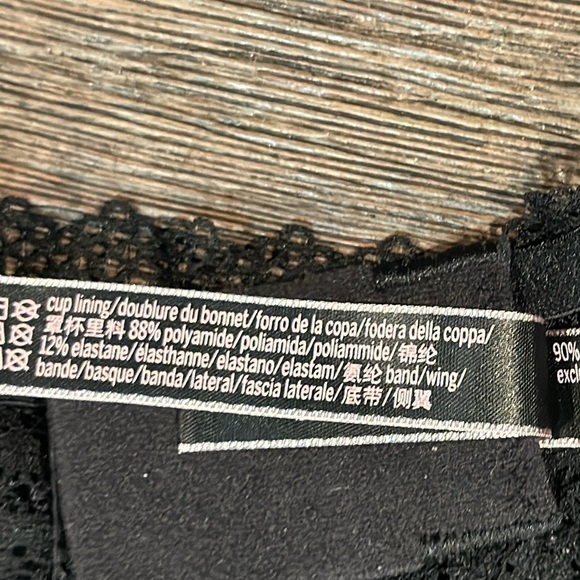 cup lining/doublure du bonnet/forro de la copa/fodera della coppa/
罩杯里料 88% polyamide/poliamida/poliammide/锦纶
12% elastane/élasthanne/elastano/elastam/氨纶 band/wing/
bande/basque/banda/lateral/fascia laterale/底带/侧翼
90%